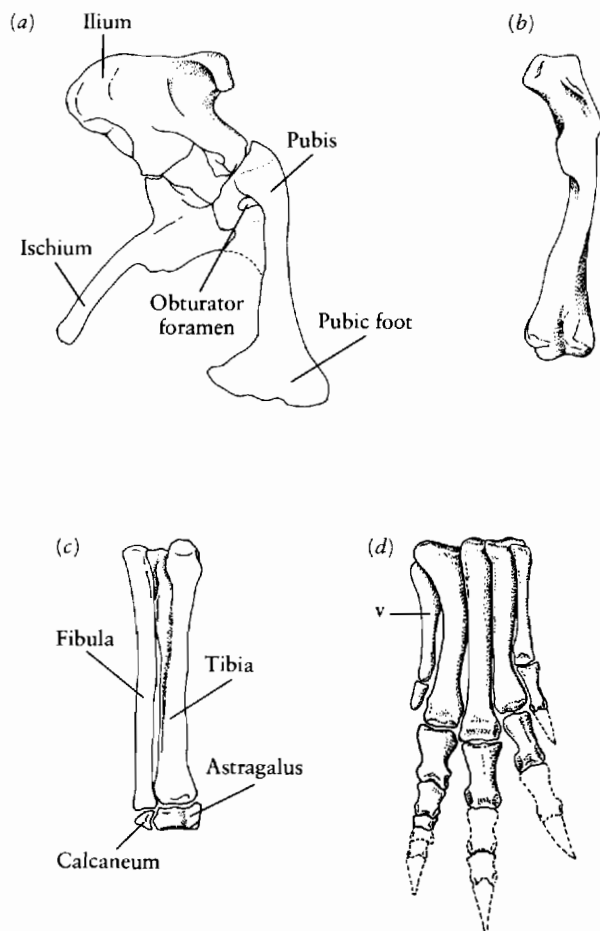 (a)
Ilium
(b)
Pubis
Ischium
Obturator
foramen
Pubic foot
(c)
(d)
v
Fibula
Tibia
Astragalus
Calcaneum